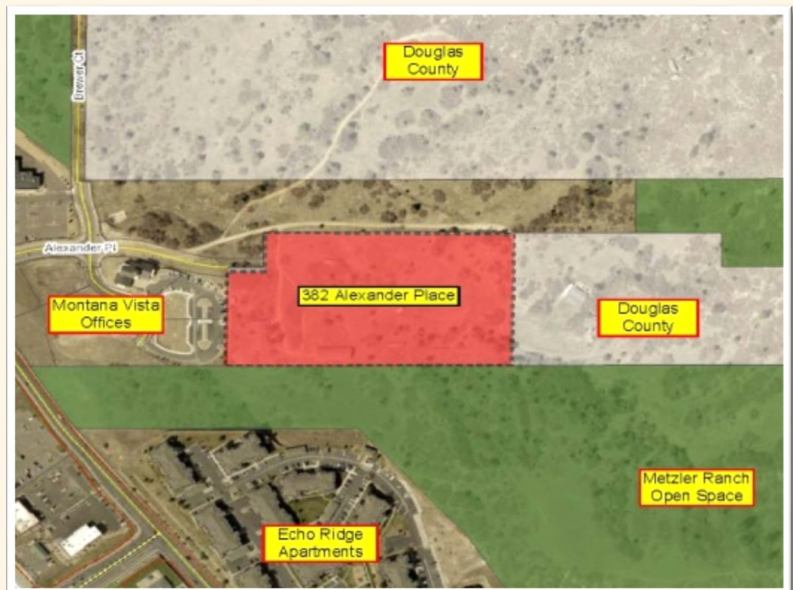 Douglas
County
Brewer Ct
Alexander Pl
382 Alexander Place
Montana Vista
Offices
Douglas
County
Metzler Ranch
Open Space
Echo Ridge
Apartments